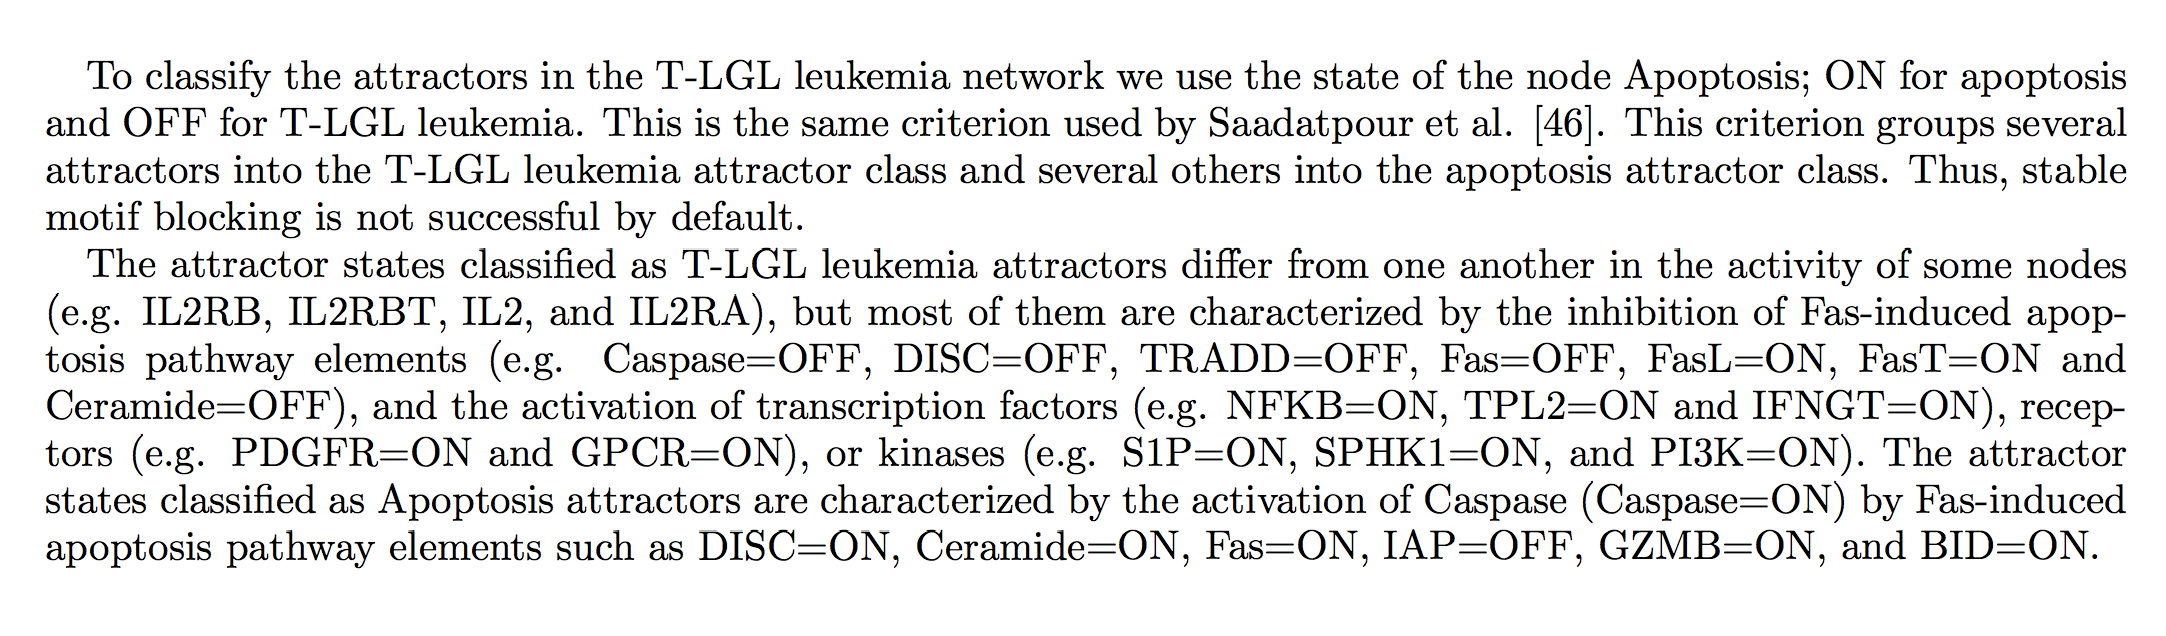 To classify the attractors in the T-LGL leukemia network we use the state of the node Apoptosis; ON for apoptosis
and OFF for T-LGL leukemia. This is the same criterion used by Saadatpour et al. [46]. This criterion groups several
attractors into the T-LGL leukemia attractor class and several others into the apoptosis attractor class. Thus, stable
motif blocking is not successful by default.
The attractor states classified as T-LGL leukemia attractors differ from one another in the activity of some nodes
(e.g. IL2RB, IL2RBT, IL2, and IL2RA), but most of them are characterized by the inhibition of Fas-induced apop-
tosis pathway elements (e.g. Caspase=OFF, DISC=OFF, TRADD=OFF, Fas=OFF, FasL=ON, FasT=ON and
Ceramide=OFF), and the activation of transcription factors (e.g. NFKB=ON, TPL2=ON and IFNGT=ON), recep-
tors (e.g. PDGFR=ON and GPCR=ON), or kinases (e.g. S1P=ON, SPHK1=ON, and PI3K=ON). The attractor
states classified as Apoptosis attractors are characterized by the activation of Caspase (Caspase=ON) by Fas-induced
apoptosis pathway elements such as DISC=ON, Ceramide=ON, Fas=ON, IAP=OFF, GZMB=ON, and BID=ON.